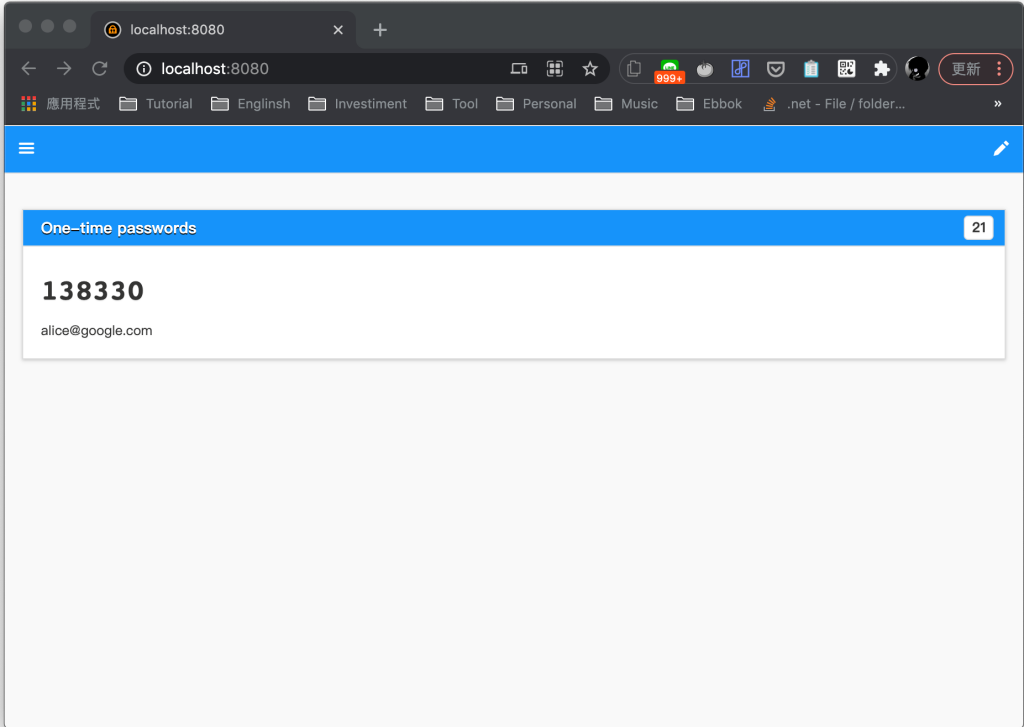 localhost:8080
localhost:8080
999+
更新
應用程式 Tutorial Englinsh Investiment Tool Personal Music Ebbok .net - File / folder... »
One-time passwords 21
138330
alice@google.com